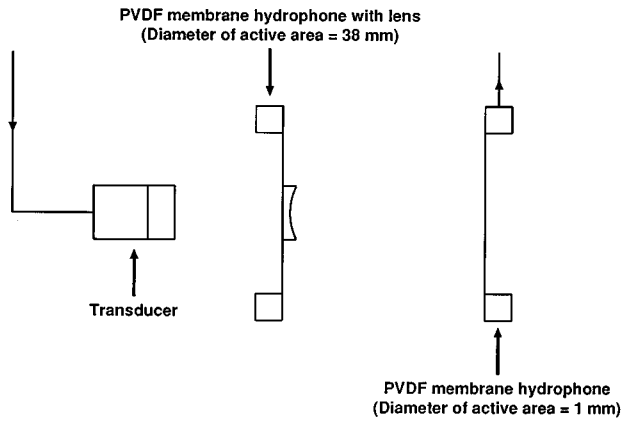 PVDF membrane hydrophone with lens
(Diameter of active area = 38 mm)
Transducer
PVDF membrane hydrophone
(Diameter of active area = 1 mm)